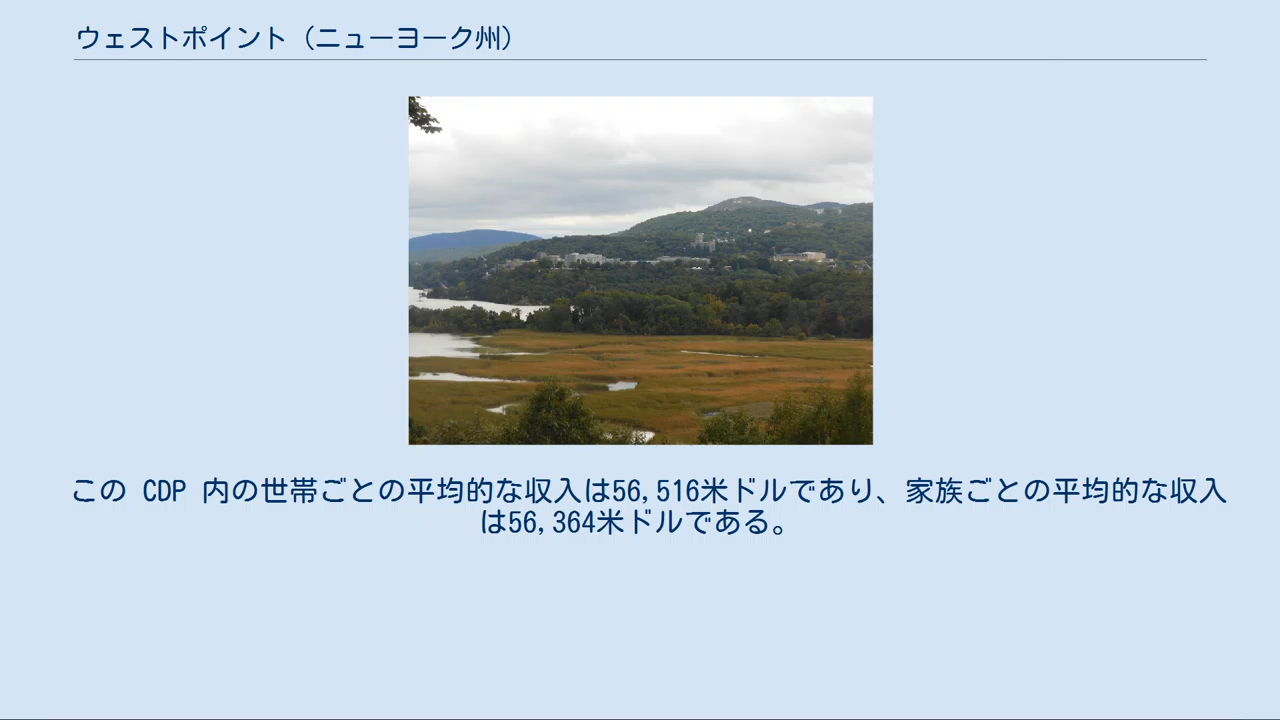 ウェストポイント（ニューヨーク州）
この CDP 内の世帯ごとの平均的な収入は56,516米ドルであり、家族ごとの平均的な収入
は56,364米ドルである。